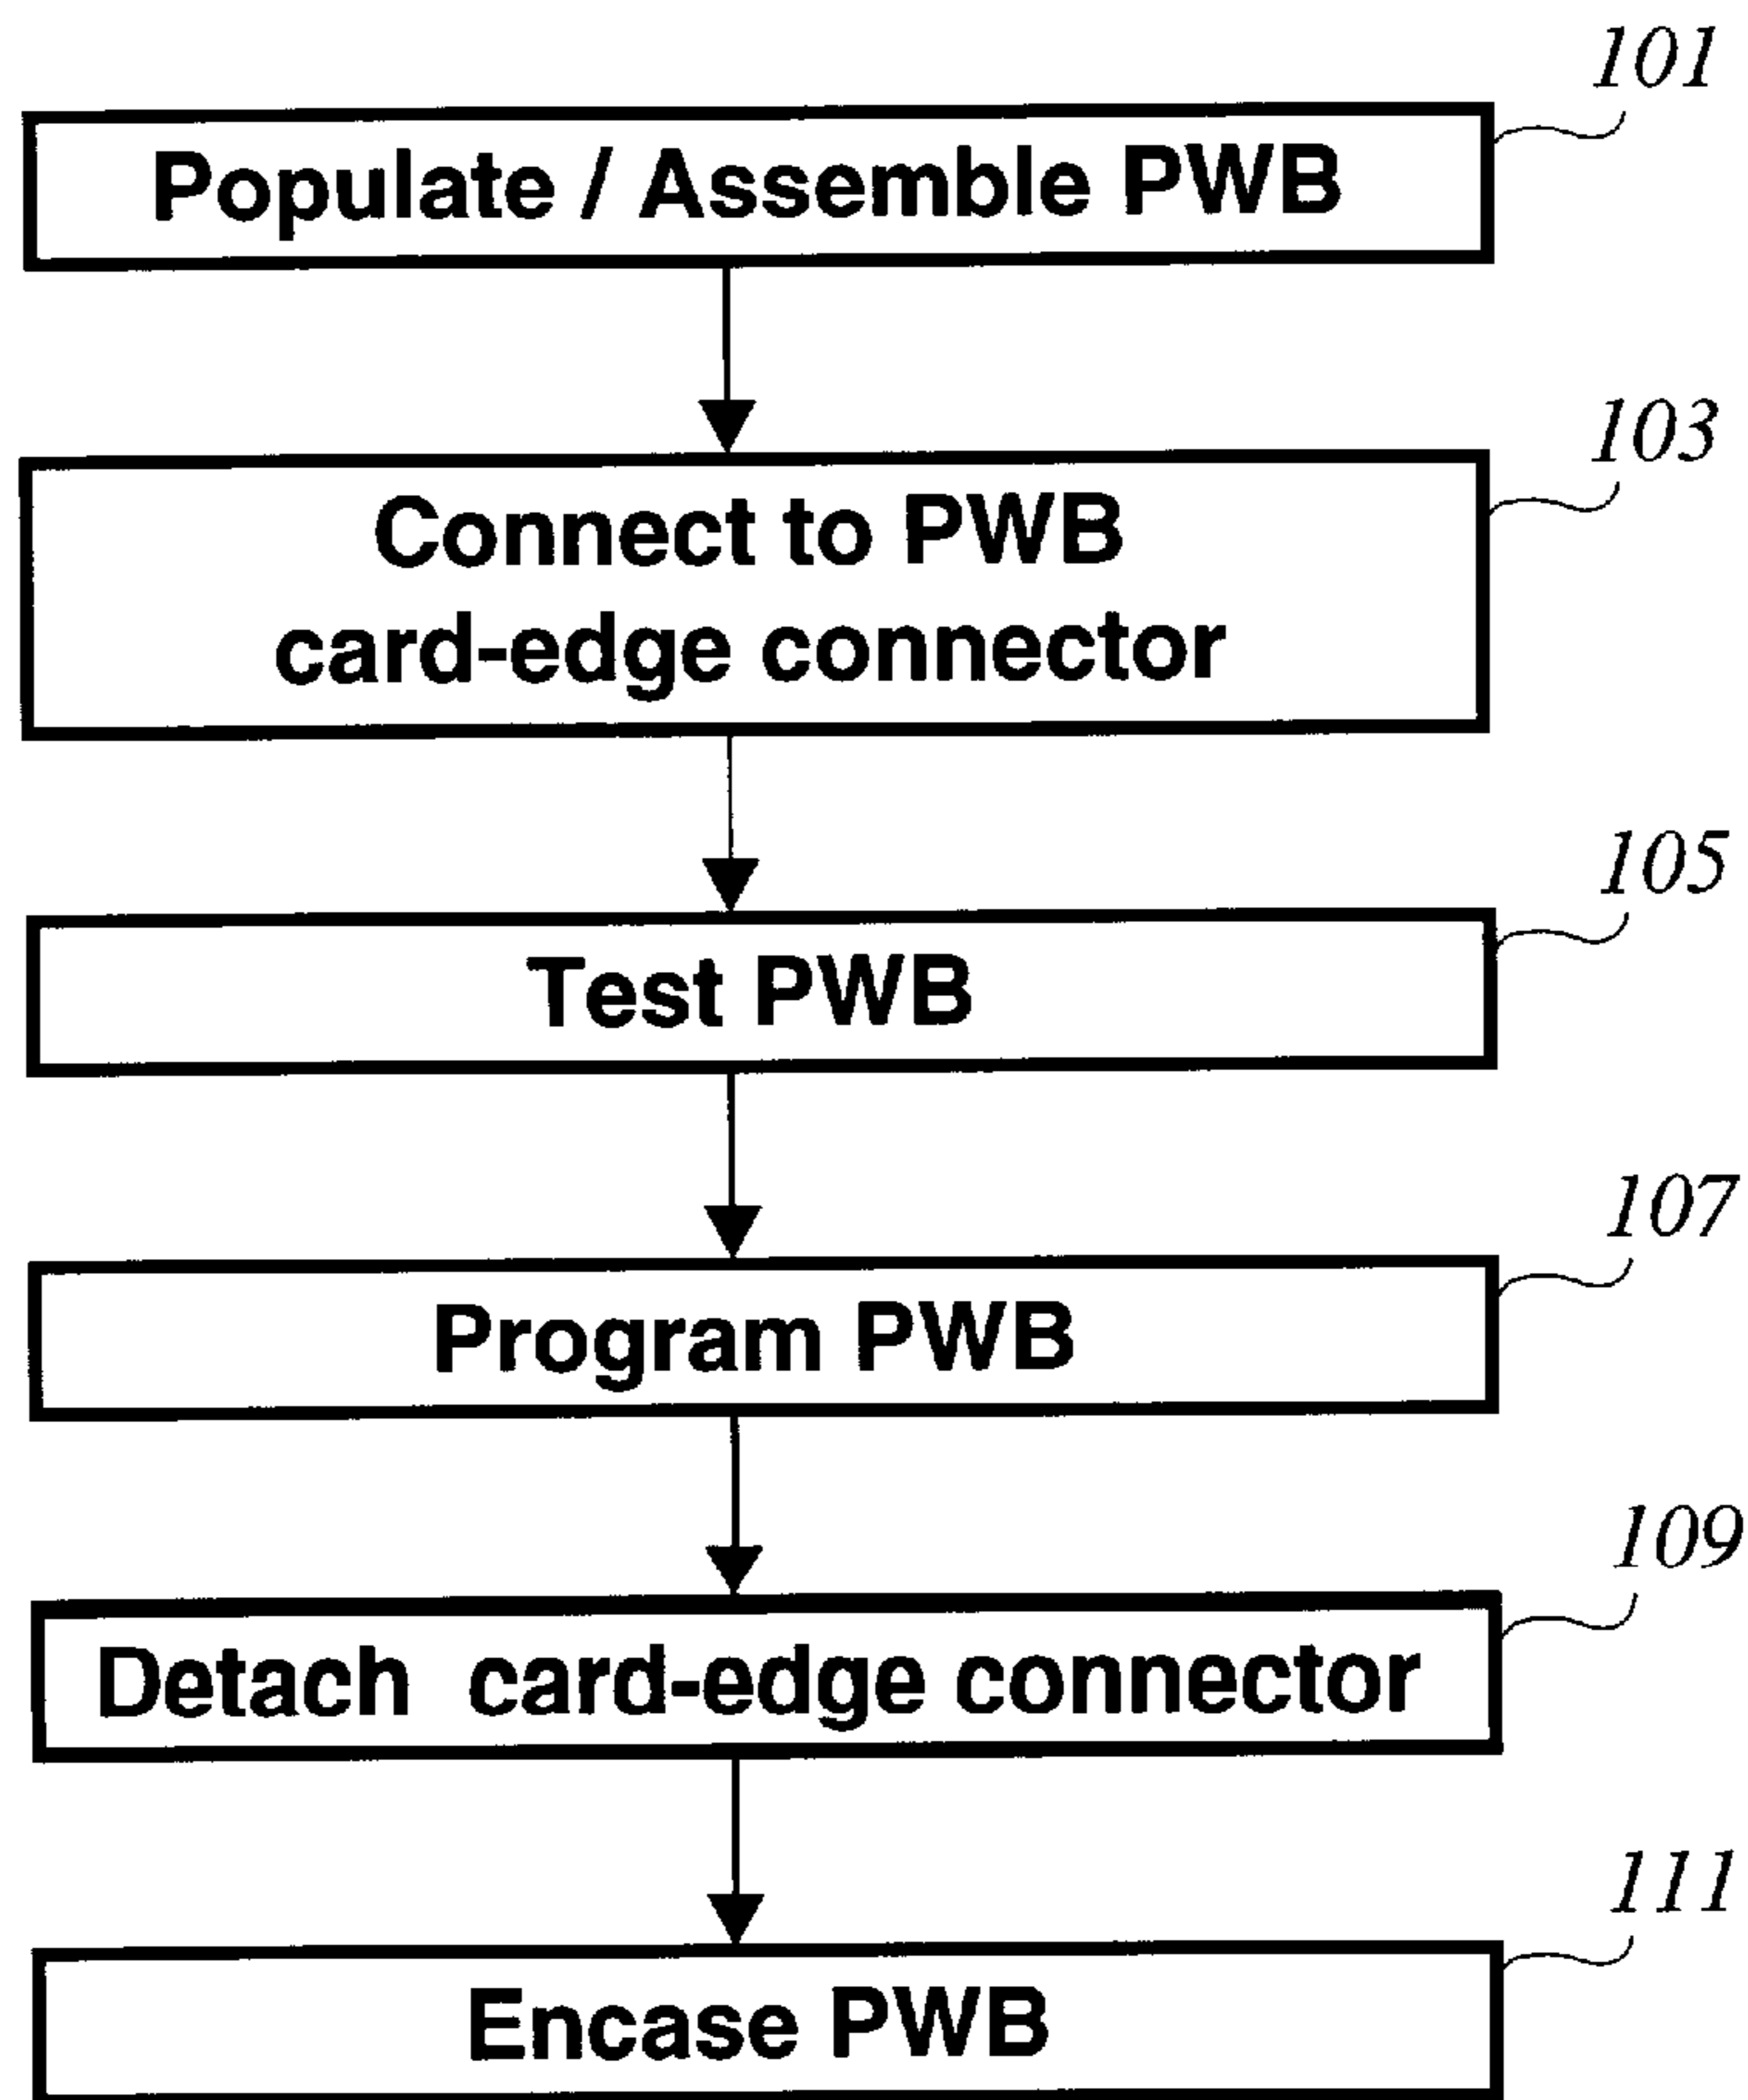 101
Populate / Assemble PWB
103
Connect to PWB
card-edge connector
105
Test PWB
107
Program PWB
109
Detach card-edge connector
111
Encase PWB